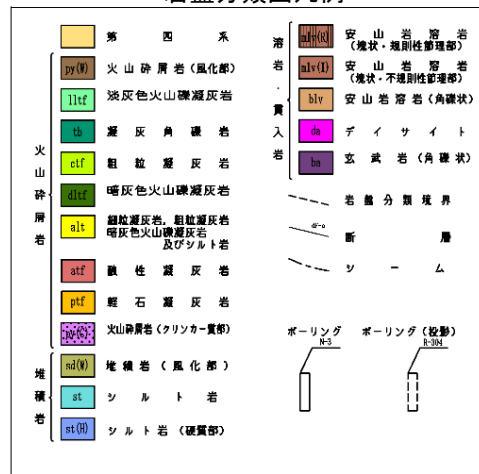 岩盤分類凶凡例
第四系
火山砕屑岩
py(W) 火山砕屑岩(風化部)
lltf 淡灰色火山礫凝灰岩
tb 凝灰角礫岩
ctf 粗粒凝灰岩
dltf 暗灰色火山礫凝灰岩
alt 細粒凝灰岩,粗粒凝灰岩
暗灰色火山礫凝灰岩
及びシルト岩
atf 酸性凝灰岩
ptf 軽石凝灰岩
py(C) 火山砕屑岩(クリンカー質部)
堆積岩
sd(W) 堆積岩(風化部)
st シルト岩
st(H) シルト岩(硬質部)
溶岩・貫入岩
mlv(R) 安山岩溶岩
(塊状・規則性節理部)
mlv(I) 安山岩溶岩
(塊状・不規則性節理部)
blv 安山岩溶岩(角礫状)
da デイサイト
ba 玄武岩(角礫状)
岩盤分類境界
dF-a 断層
シーム
ボーリング
N-3
ボーリング(投影)
R-304